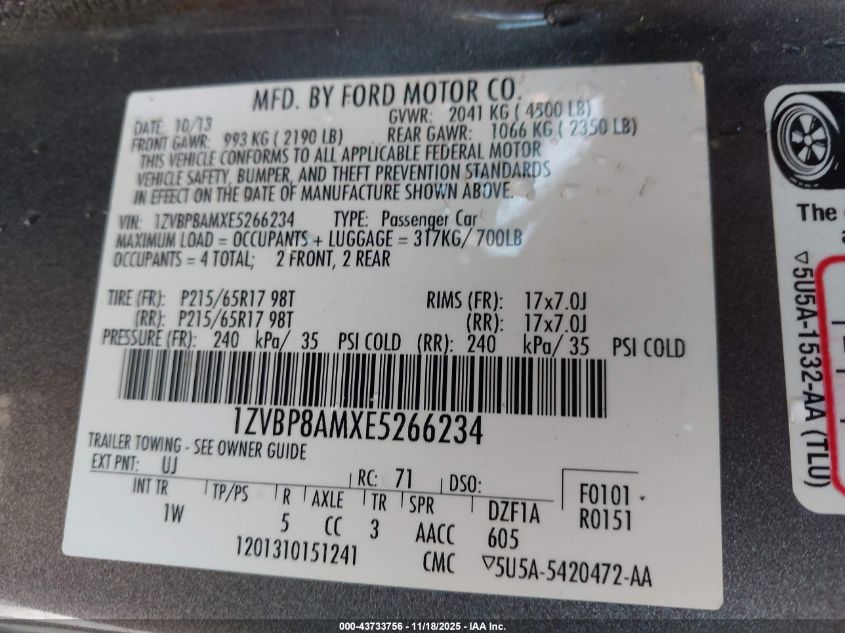 MFD. BY FORD MOTOR CO.
DATE: 10/13 GVWR: 2041 KG ( 4500 LB)
FRONT GAWR: 993 KG ( 2190 LB) REAR GAWR: 1066 KG ( 2350 LB)
THIS VEHICLE CONFORMS TO ALL APPLICABLE FEDERAL MOTOR
VEHICLE SAFETY, BUMPER, AND THEFT PREVENTION STANDARDS
IN EFFECT ON THE DATE OF MANUFACTURE SHOWN ABOVE.
VIN: 1ZVBP8AMXE5266234 TYPE: Passenger Car
MAXIMUM LOAD = OCCUPANTS + LUGGAGE = 317KG/ 700LB
OCCUPANTS = 4 TOTAL; 2 FRONT, 2 REAR
TIRE (FR): P215/65R17 98T RIMS (FR): 17x7.0J
(RR): P215/65R17 98T (RR): 17x7.0J
PRESSURE (FR): 240 kPa/ 35 PSI COLD (RR): 240 kPa/ 35 PSI COLD
1ZVBP8AMXE5266234
TRAILER TOWING - SEE OWNER GUIDE
EXT PNT: UJ RC: 71 DSO: F0101
INT TR TP/PS R AXLE TR SPR DZF1A R0151
1W 5 CC 3 AACC 605
1201310151241 CMC ▽5U5A-5420472-AA
The
▽5U5A-1532-AA (TLU)
000-43733756 - 11/18/2025 - IAA Inc.